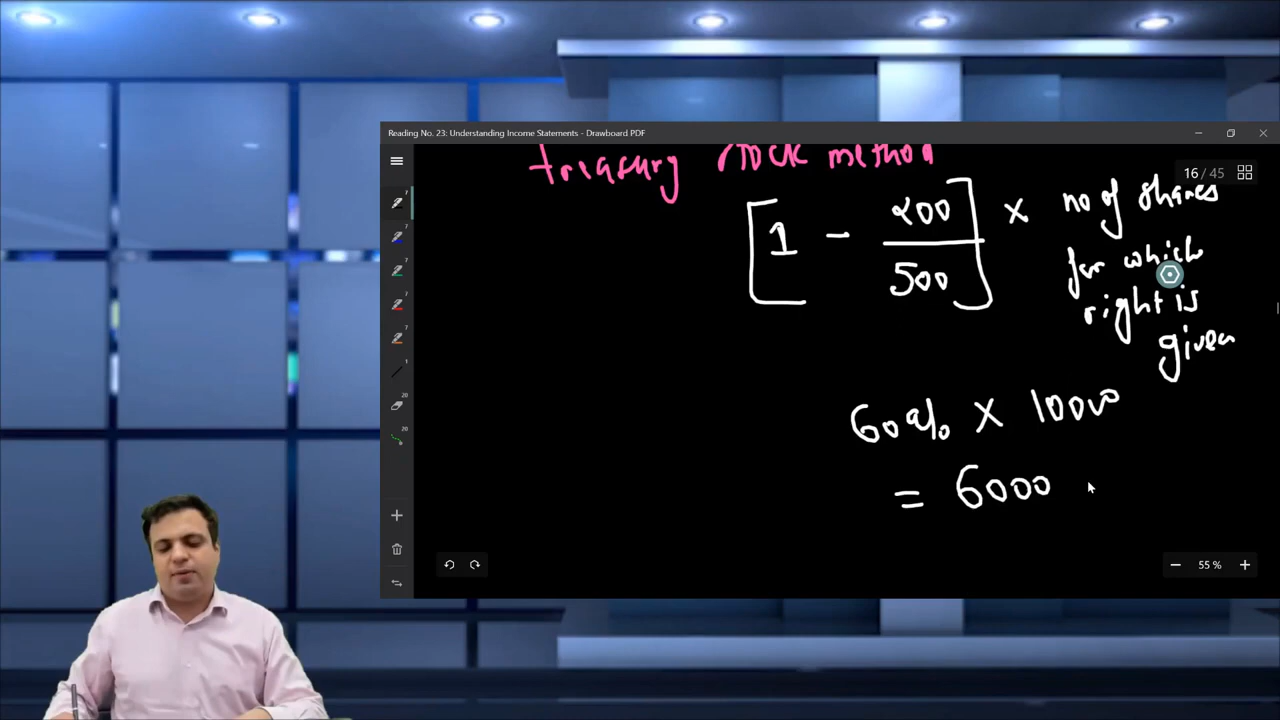 Reading No. 23: Understanding Income Statements - Drawboard PDF
treasury stock method
16 / 45
[1 - 200/500] × no of shares
for which
right is
given
60% × 10000
= 6000
55 %